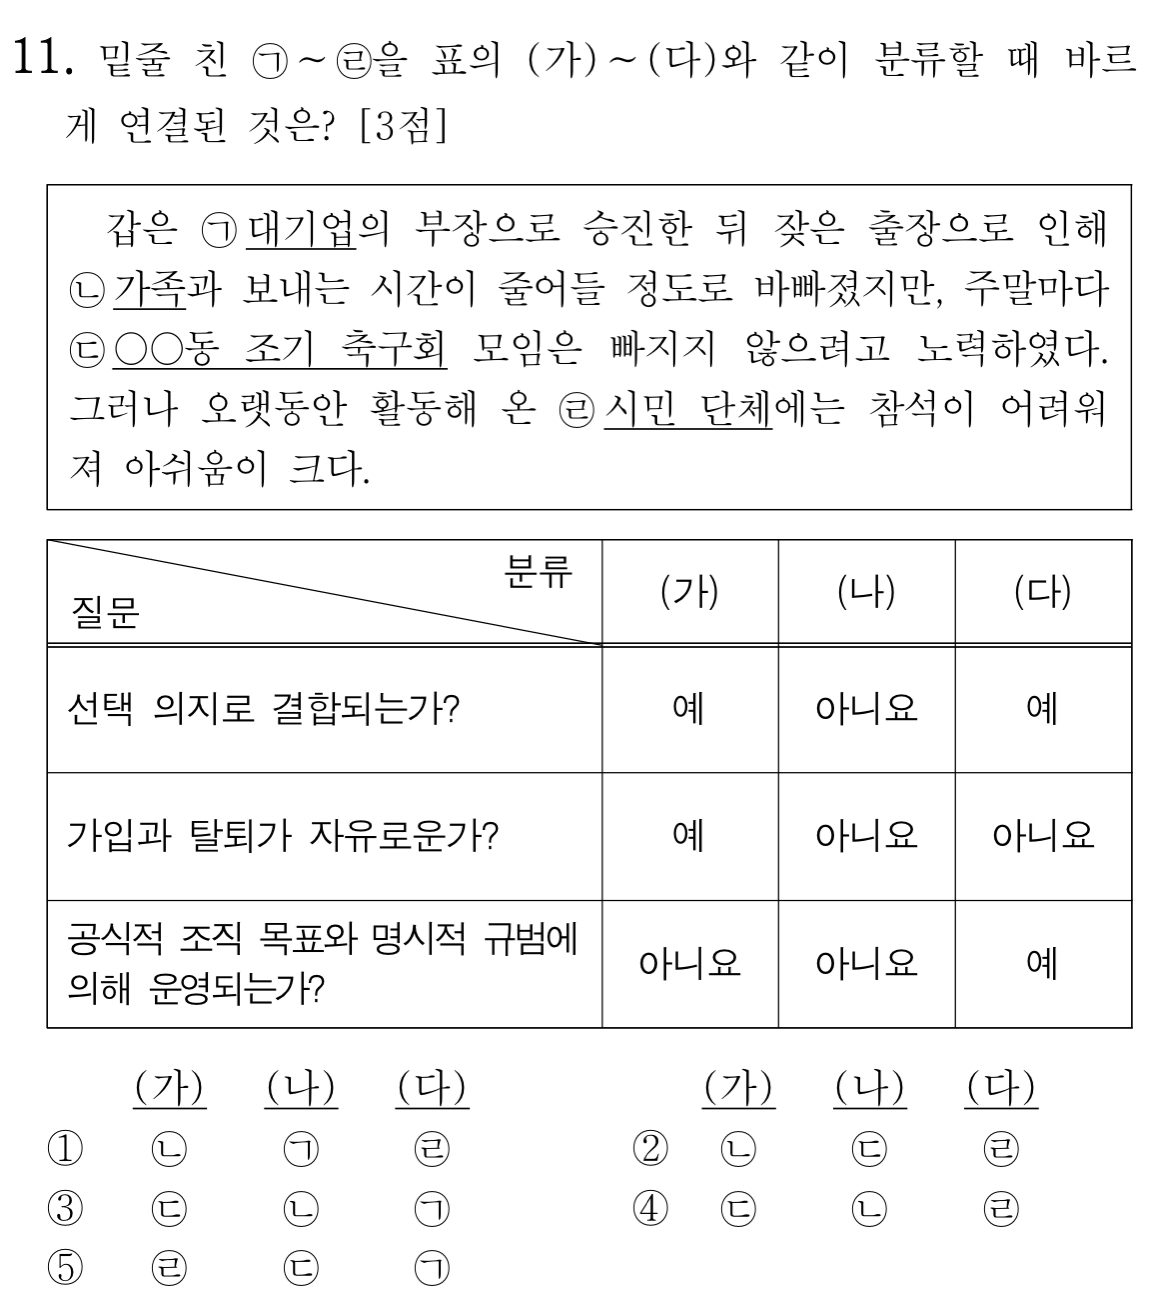 11. 밑줄 친 ㉠~㉣을 표의 (가)~(다)와 같이 분류할 때 바르
게 연결된 것은? [3점]
갑은 ㉠대기업의 부장으로 승진한 뒤 잦은 출장으로 인해
㉡가족과 보내는 시간이 줄어들 정도로 바빠졌지만, 주말마다
㉢○○동 조기 축구회 모임은 빠지지 않으려고 노력하였다.
그러나 오랫동안 활동해 온 ㉣시민 단체에는 참석이 어려워
져 아쉬움이 크다.
분류
질문
(가) (나) (다)
선택 의지로 결합되는가? 예 아니요 예
가입과 탈퇴가 자유로운가? 예 아니요 아니요
공식적 조직 목표와 명시적 규범에
의해 운영되는가?
아니요 아니요 예
(가) (나) (다) (가) (나) (다)
① ㉡ ㉠ ㉣ ② ㉡ ㉢ ㉣
③ ㉢ ㉡ ㉠ ④ ㉢ ㉡ ㉣
⑤ ㉣ ㉢ ㉠